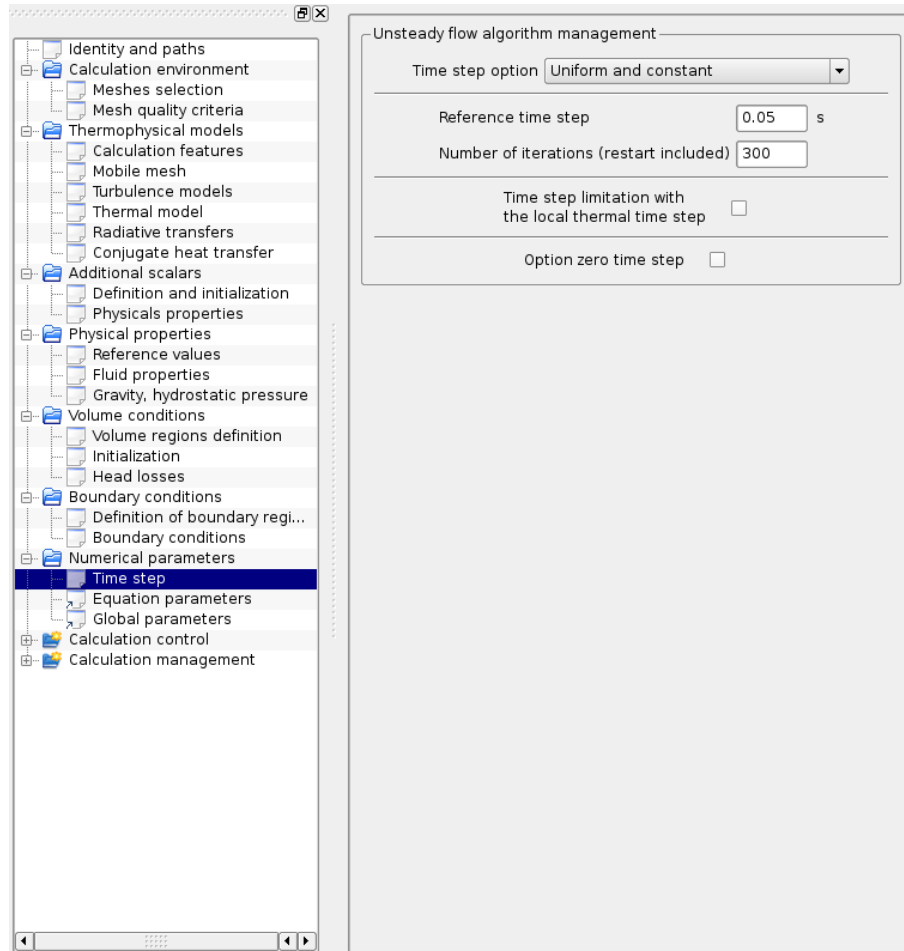 Identity and paths
Calculation environment
Meshes selection
Mesh quality criteria
Thermophysical models
Calculation features
Mobile mesh
Turbulence models
Thermal model
Radiative transfers
Conjugate heat transfer
Additional scalars
Definition and initialization
Physicals properties
Physical properties
Reference values
Fluid properties
Gravity, hydrostatic pressure
Volume conditions
Volume regions definition
Initialization
Head losses
Boundary conditions
Definition of boundary regi...
Boundary conditions
Numerical parameters
Time step
Equation parameters
Global parameters
Calculation control
Calculation management
Unsteady flow algorithm management
Time step option Uniform and constant
Reference time step 0.05 s
Number of iterations (restart included) 300
Time step limitation with
the local thermal time step
Option zero time step